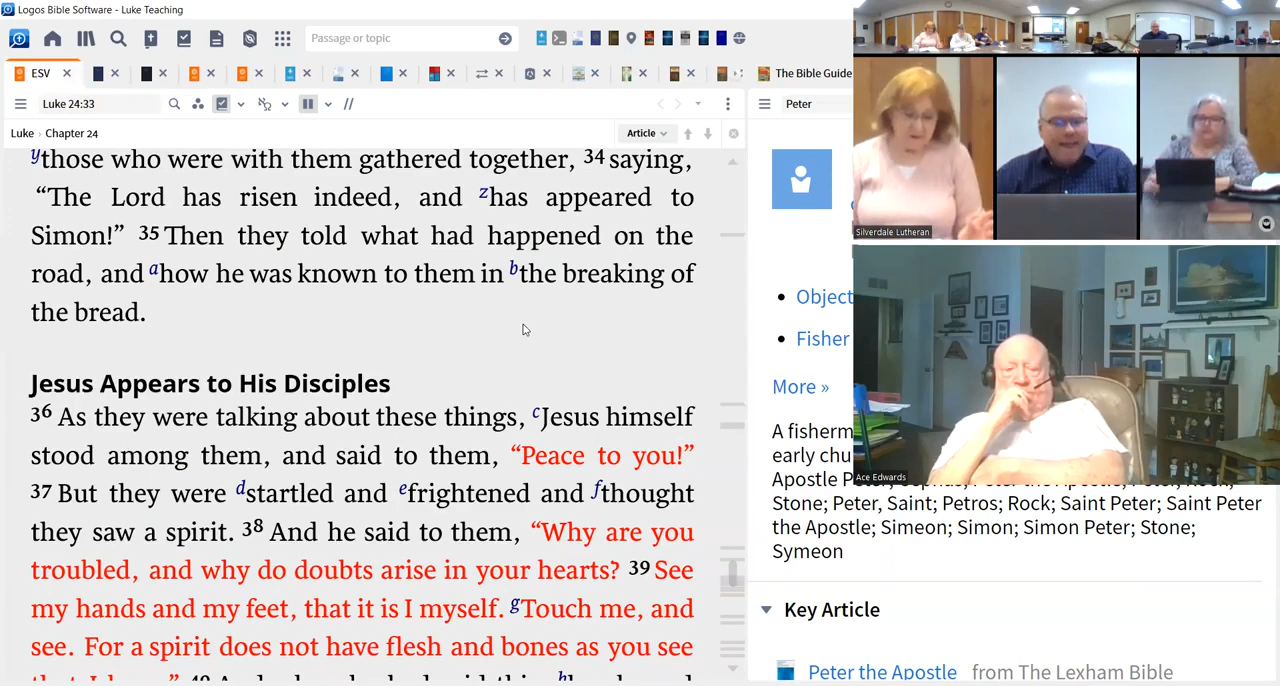 Logos Bible Software - Luke Teaching
Passage or topic
ESV
The Bible Guide
Luke 24:33
Peter
Luke › Chapter 24
Article
ythose who were with them gathered together, 34 saying,
“The Lord has risen indeed, and zhas appeared to
Simon!” 35 Then they told what had happened on the
road, and ahow he was known to them in bthe breaking of
the bread.
Jesus Appears to His Disciples
36 As they were talking about these things, cJesus himself
stood among them, and said to them, “Peace to you!”
37 But they were dstartled and efrightened and fthought
they saw a spirit. 38 And he said to them, “Why are you
troubled, and why do doubts arise in your hearts? 39 See
my hands and my feet, that it is I myself. gTouch me, and
see. For a spirit does not have flesh and bones as you see
Silverdale Lutheran
Ace Edwards
Object
Fisher
More »
A fisherm
early chu
Apostle P
Stone; Peter, Saint; Petros; Rock; Saint Peter; Saint Peter
the Apostle; Simeon; Simon; Simon Peter; Stone;
Symeon
Key Article
Peter the Apostle from The Lexham Bible